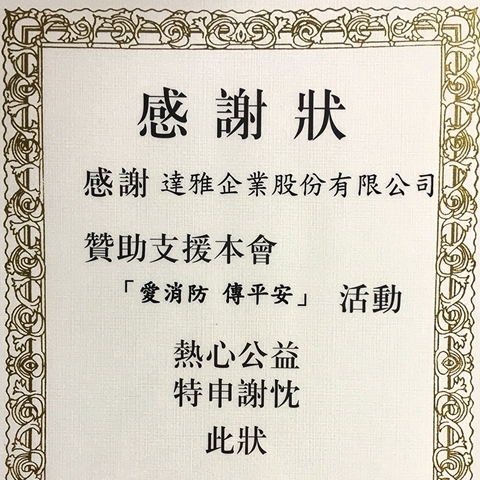 感謝狀
感謝 達雅企業股份有限公司
贊助支援本會
「愛消防 傳平安」 活動
熱心公益
特申謝忱
此狀